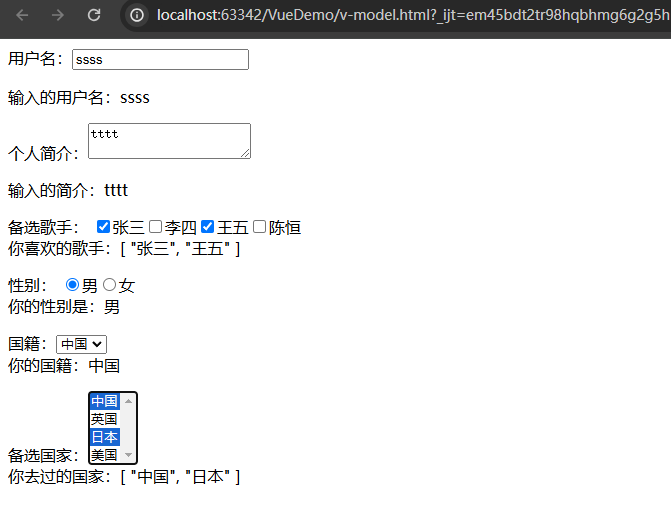 localhost:63342/VueDemo/v-model.html?_ijt=em45bdt2tr98hqbhmg6g2g5h
用户名：ssss
输入的用户名：ssss
个人简介：tttt
输入的简介：tttt
备选歌手： 张三 李四 王五 陈恒
你喜欢的歌手：[ "张三", "王五" ]
性别： 男 女
你的性别是：男
国籍：中国
你的国籍：中国
中国
英国
日本
备选国家：美国
你去过的国家：[ "中国", "日本" ]